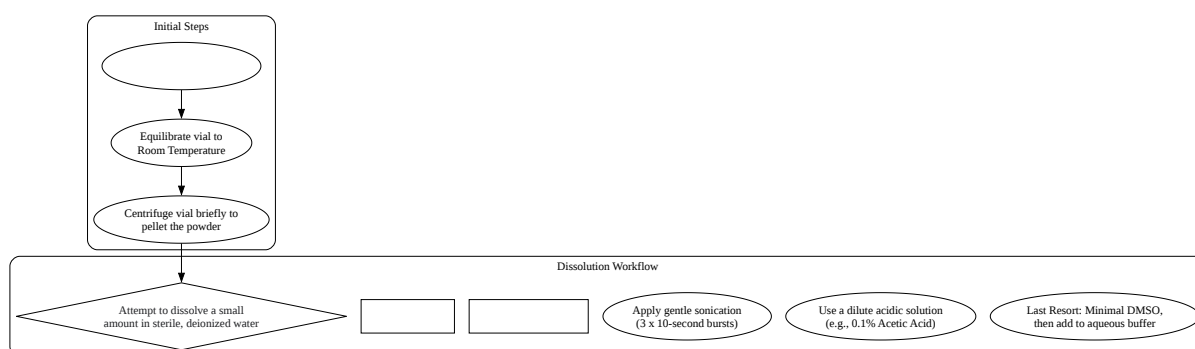 Initial Steps
Equilibrate vial to
Room Temperature
Centrifuge vial briefly to
pellet the powder
Dissolution Workflow
Attempt to dissolve a small
amount in sterile, deionized water
Apply gentle sonication
(3 x 10-second bursts)
Use a dilute acidic solution
(e.g., 0.1% Acetic Acid)
Last Resort: Minimal DMSO,
then add to aqueous buffer